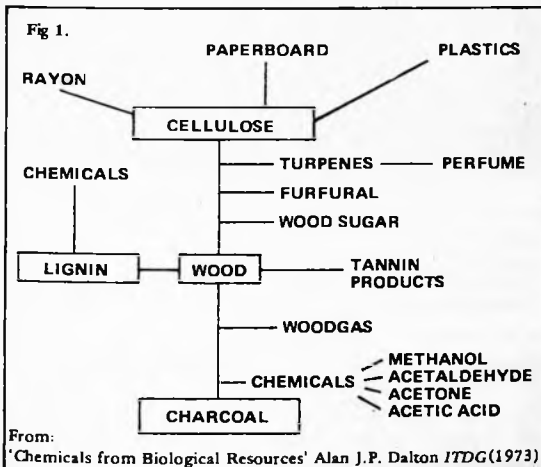 Fig 1.
PAPERBOARD
PLASTICS
RAYON
CELLULOSE
CHEMICALS
TURPENES
PERFUME
FURFURAL
WOOD SUGAR
LIGNIN
WOOD
TANNIN
PRODUCTS
WOODGAS
CHEMICALS
METHANOL
ACETALDEHYDE
ACETONE
ACETIC ACID
CHARCOAL
From:
'Chemicals from Biological Resources' Alan J.P. Dalton ITDG (1973)